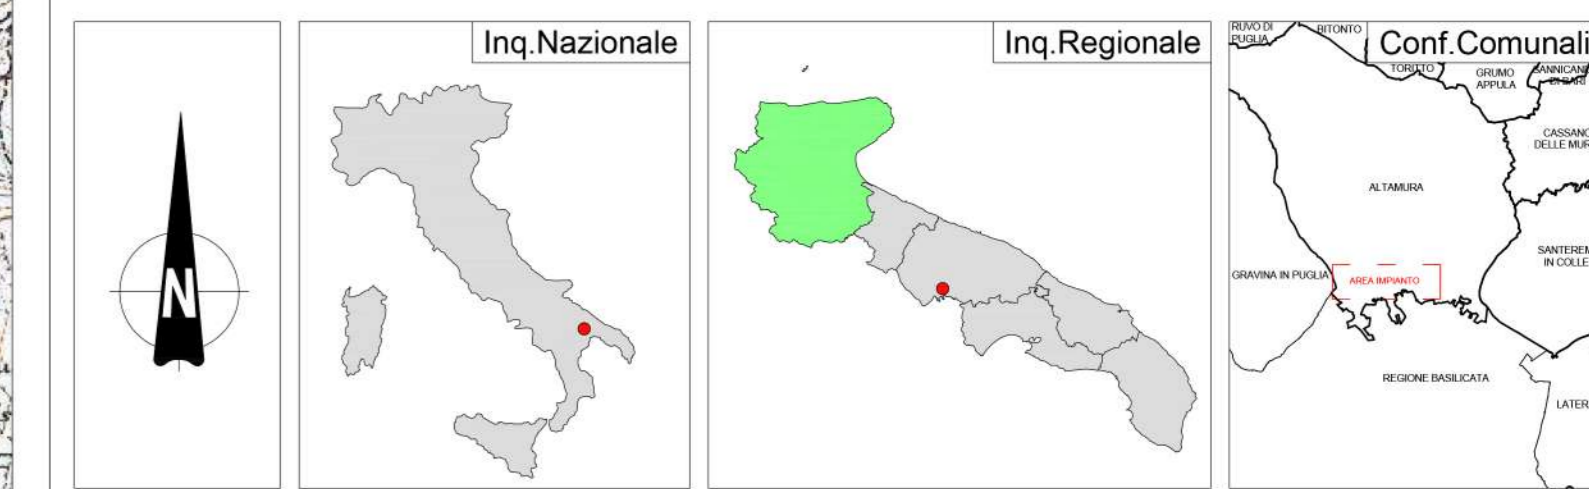 N
Inq.Nazionale
Inq.Regionale
Conf.Comunali
RUVO DI
PUGLIA
BITONTO
TORITTO
GRUMO
APPULA
CASSANO
DELLE MUR
ALTAMURA
SANTEREM
IN COLLE
GRAVINA IN PUGLIA
AREA IMPIANTO
REGIONE BASILICATA
LATER